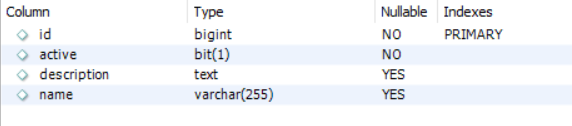 Column Type Nullable Indexes
id bigint NO PRIMARY
active bit(1) NO
description text YES
name varchar(255) YES